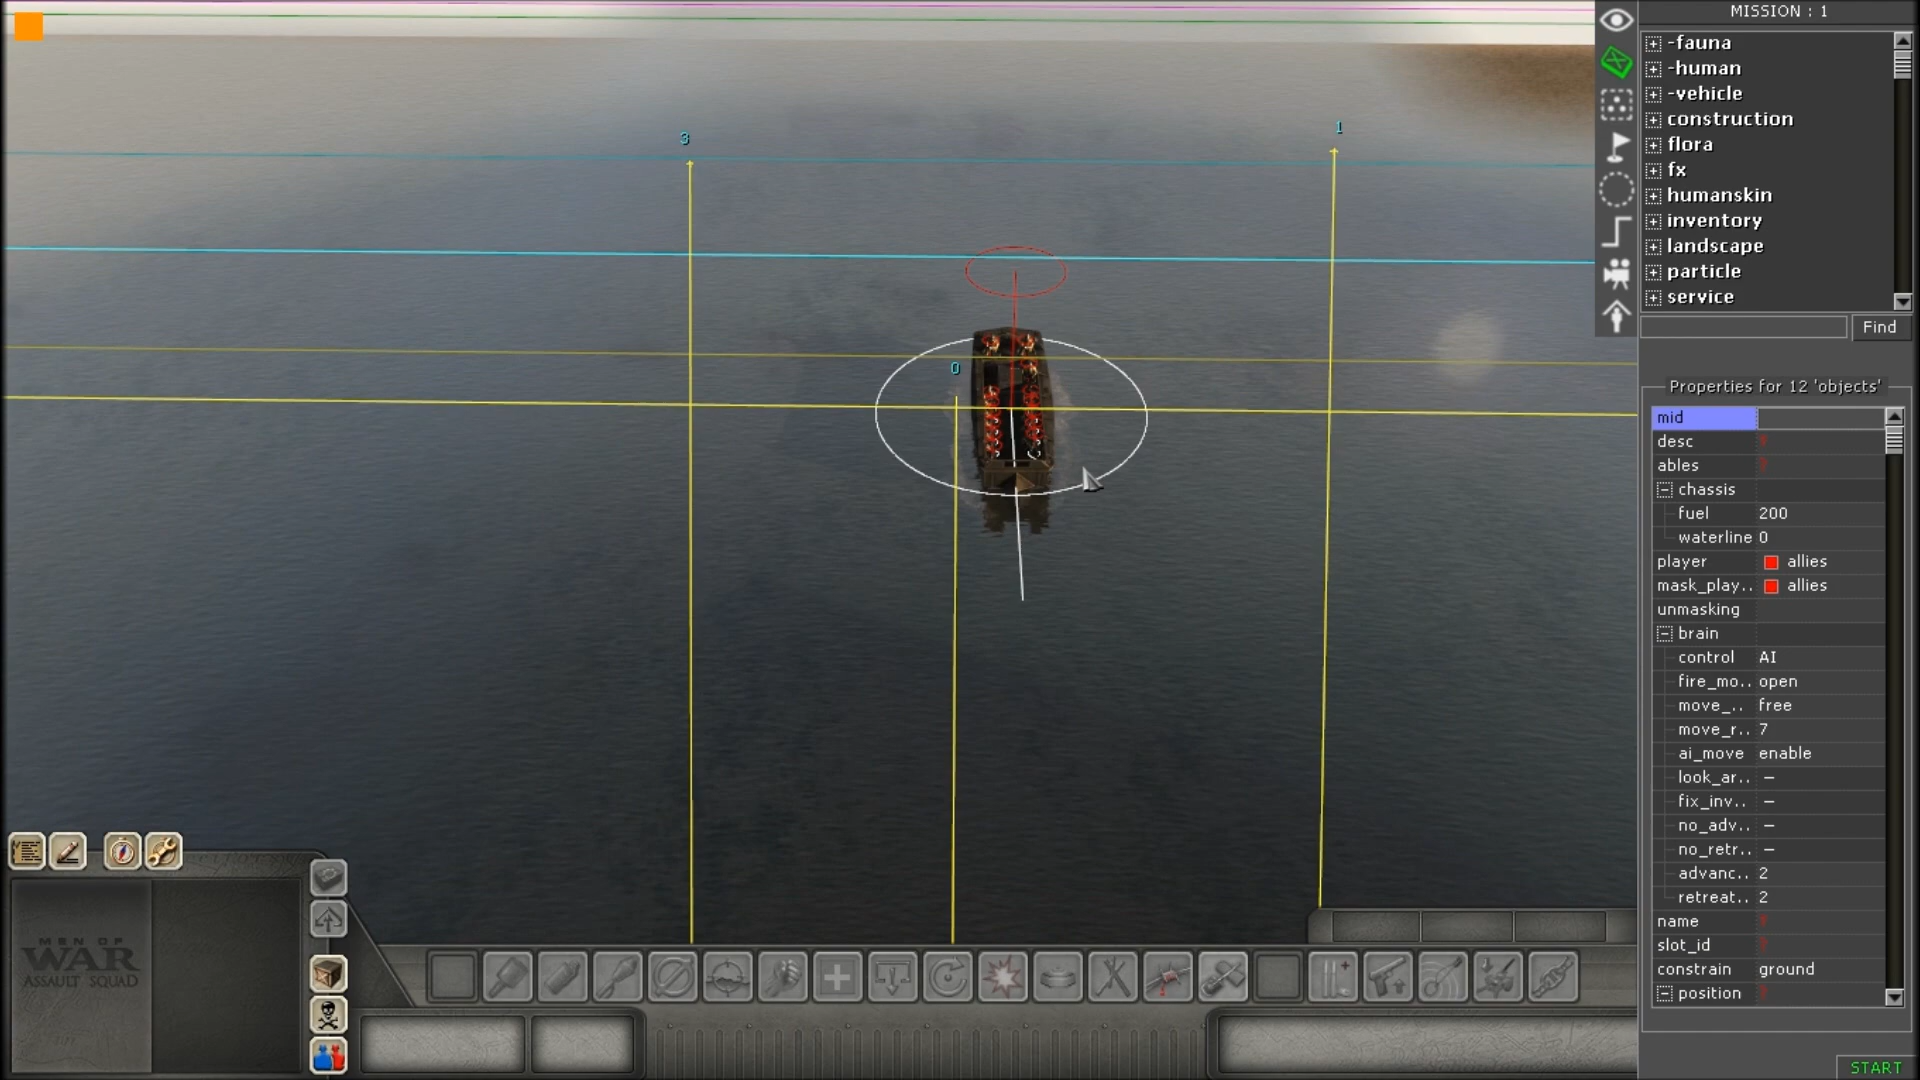 MISSION : 1
-fauna
-human
-vehicle
construction
flora
fx
humanskin
inventory
landscape
particle
service
Find
3
1
0
Properties for 12 'objects'
mid
desc ?
ables ?
chassis
fuel 200
waterline 0
player allies
mask_play.. allies
unmasking
brain
control AI
fire_mo.. open
move_.. free
move_r.. 7
ai_move enable
look_ar.. –
fix_inv.. –
no_adv.. –
no_retr.. –
advanc.. 2
retreat.. 2
name ?
slot_id ?
constrain ground
position ?
MEN OF
WAR
ASSAULT SQUAD
START